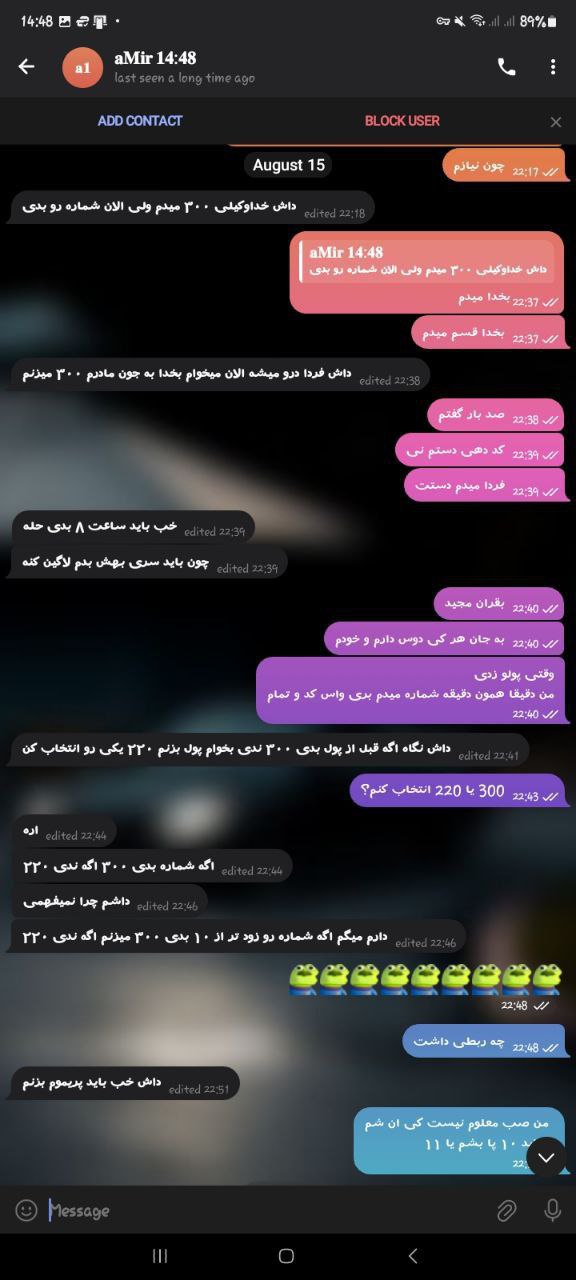 14:48
89%
a1
aMir 14:48
last seen a long time ago
ADD CONTACT
BLOCK USER
August 15
چون نیازم 22:17
داش خداوکیلی ۳۰۰ میدم ولی الان شماره رو بدی edited 22:18
aMir 14:48
داش خداوکیلی ۳۰۰ میدم ولی الان شماره رو بدی
بخدا میدم 22:37
بخدا قسم میدم 22:37
داش فردا درو میشه الان میخوام بخدا به جون مادرم ۳۰۰ میزنم edited 22:38
صد بار گفتم 22:38
کد دهی دستم نی 22:39
فردا میدم دستت 22:39
خب باید ساعت ۸ بدی حله edited 22:39
چون باید سری بهش بدم لاگین کنه edited 22:39
بقران مجید 22:40
به جان هر کی دوس دارم و خودم 22:40
وقتی پولو زدی
من دقیقا همون دقیقه شماره میدم بری واس کد و تمام
22:40
داش نگاه اگه قبل از پول بدی ۳۰۰ ندی بخوام پول بزنم ۲۲۰ یکی رو انتخاب کن edited 22:41
300 یا 220 انتخاب کنم؟ 22:43
اره edited 22:44
اگه شماره بدی ۳۰۰ اگه ندی ۲۲۰ edited 22:44
داشم چرا نمیفهمی edited 22:46
دارم میگم اگه شماره رو زود تر از ۱۰ بدی ۳۰۰ میزنم اگه ندی ۲۲۰ edited 22:46
22:48
چه ربطی داشت 22:48
داش خب باید پریموم بزنم edited 22:51
من صب معلوم نیست کی ان شم
۱۰ پا بشم یا ۱۱
Message